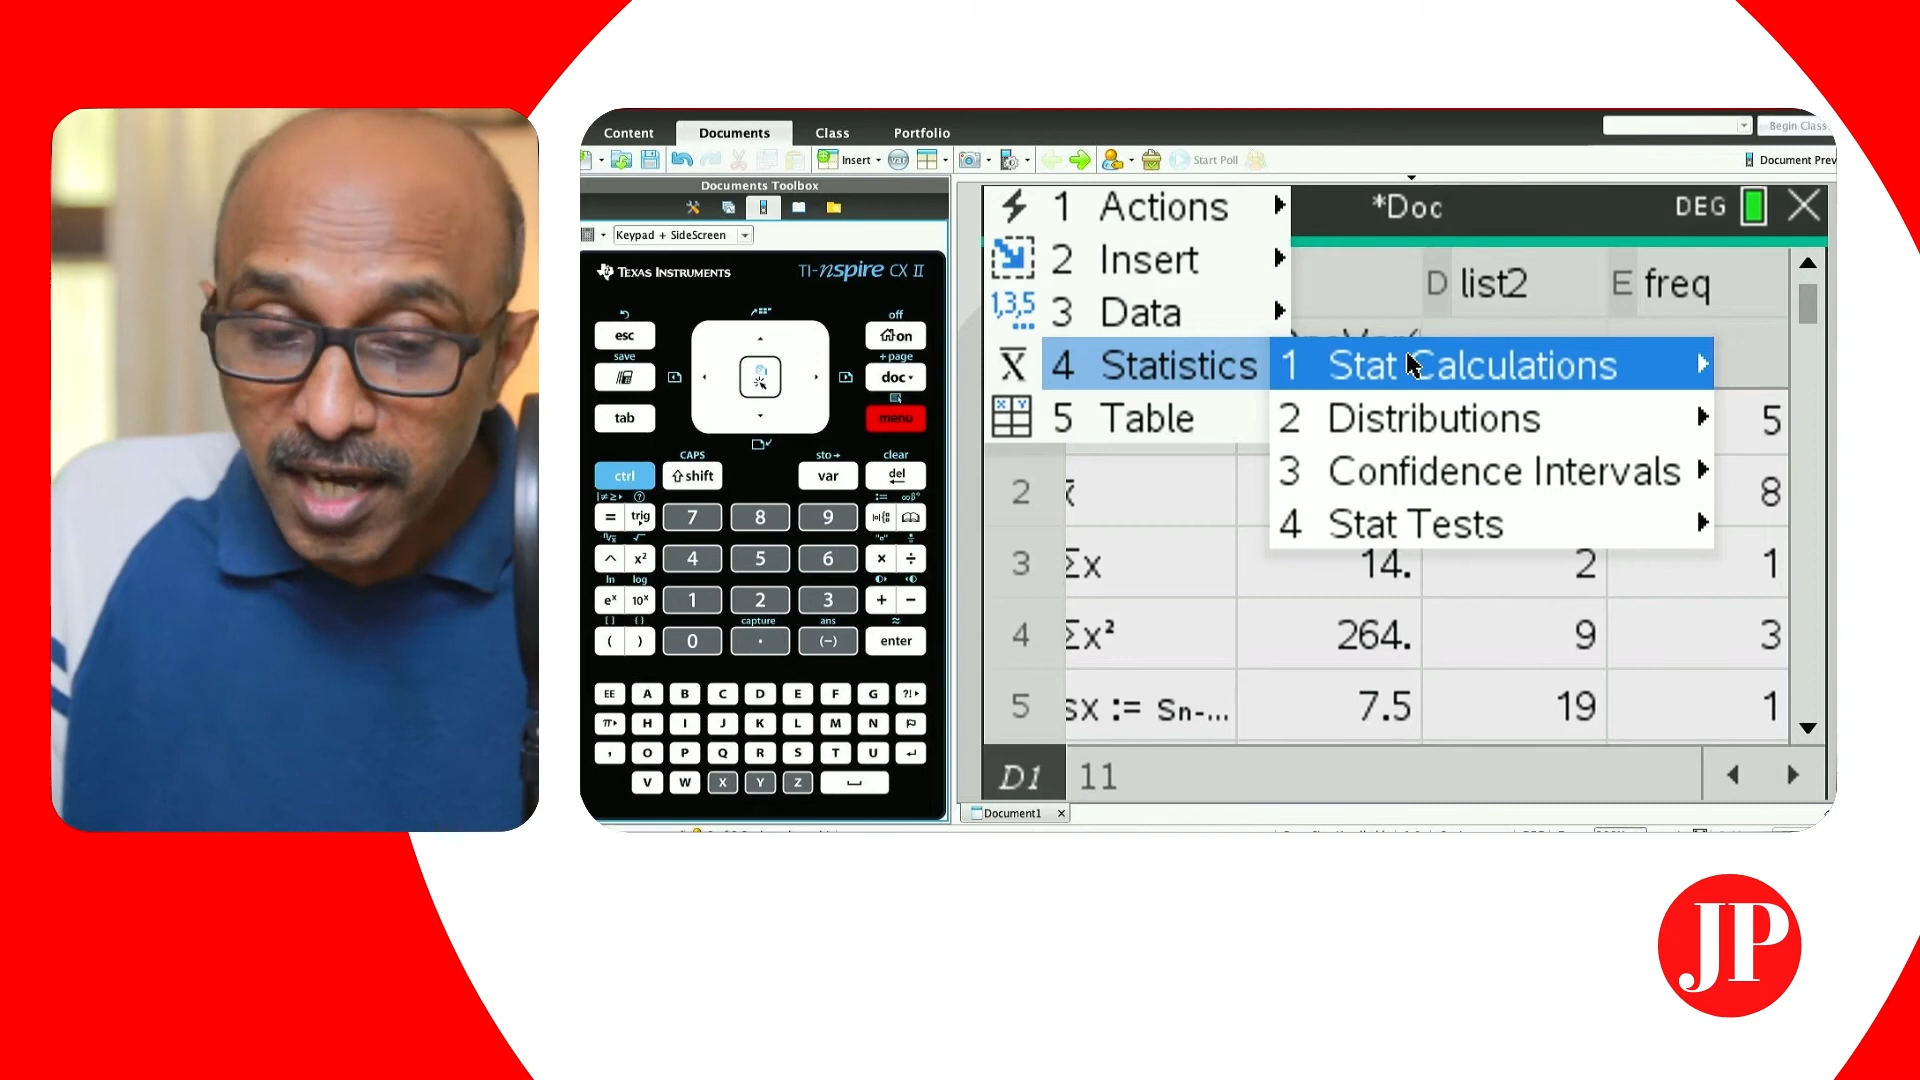 Content Documents Class Portfolio
Begin Class
Insert
Start Poll
Document Prev
Documents Toolbox
Keypad + SideScreen
TEXAS INSTRUMENTS TI-nspire CX II
off
esc on
save + page
doc
tab menu
CAPS sto→ clear
ctrl shift var del
= trig 7 8 9
^ x² 4 5 6 × ÷
ln log
eˣ 10ˣ 1 2 3 + −
[ ] { } capture ans ≈
( ) 0 . (−) enter
EE A B C D E F G ?!▸
π▸ H I J K L M N
, O P Q R S T U
V W X Y Z
1 Actions
2 Insert
3 Data
4 Statistics
5 Table
1 Stat Calculations
2 Distributions
3 Confidence Intervals
4 Stat Tests
*Doc DEG
D list2 E freq
5
2 x̄ 8
3 Σx 14. 2 1
4 Σx² 264. 9 3
5 sx := sn-... 7.5 19 1
D1 11
Document1
JP